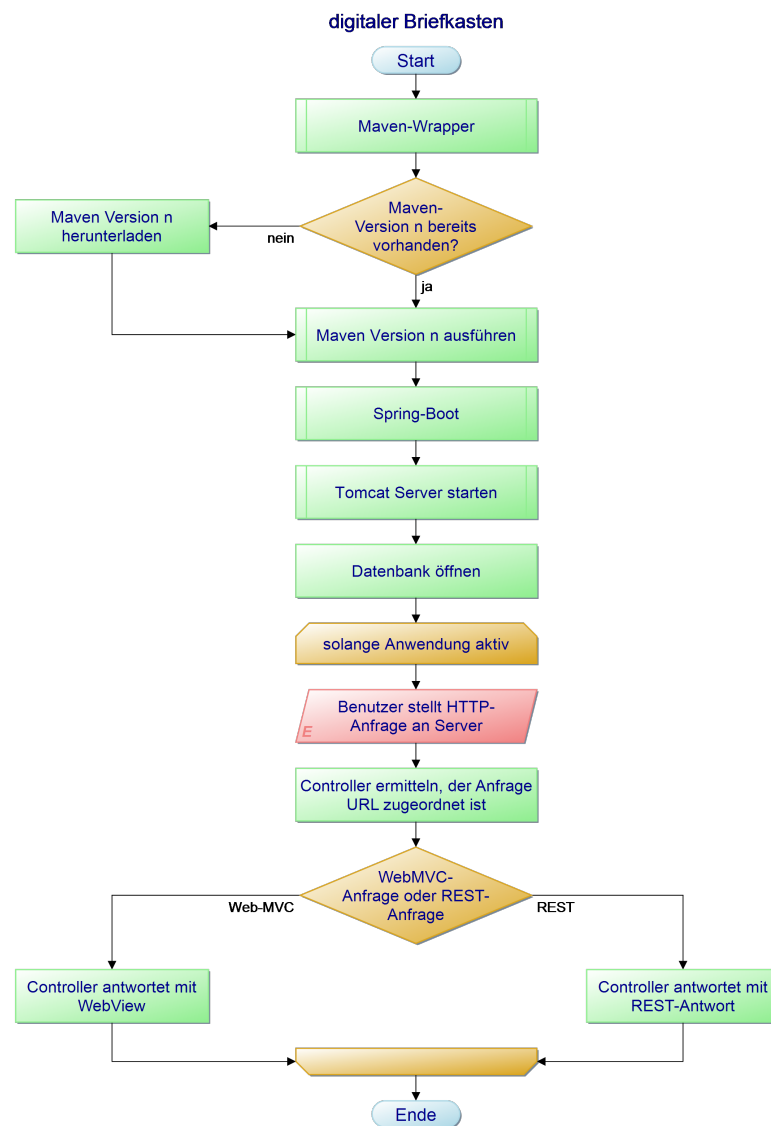 digitaler Briefkasten
Start
Maven-Wrapper
Maven-
Version n bereits
vorhanden?
nein
Maven Version n
herunterladen
ja
Maven Version n ausführen
Spring-Boot
Tomcat Server starten
Datenbank öffnen
solange Anwendung aktiv
Benutzer stellt HTTP-
Anfrage an Server
E
Controller ermitteln, der Anfrage
URL zugeordnet ist
WebMVC-
Anfrage oder REST-
Anfrage
Web-MVC
REST
Controller antwortet mit
WebView
Controller antwortet mit
REST-Antwort
Ende